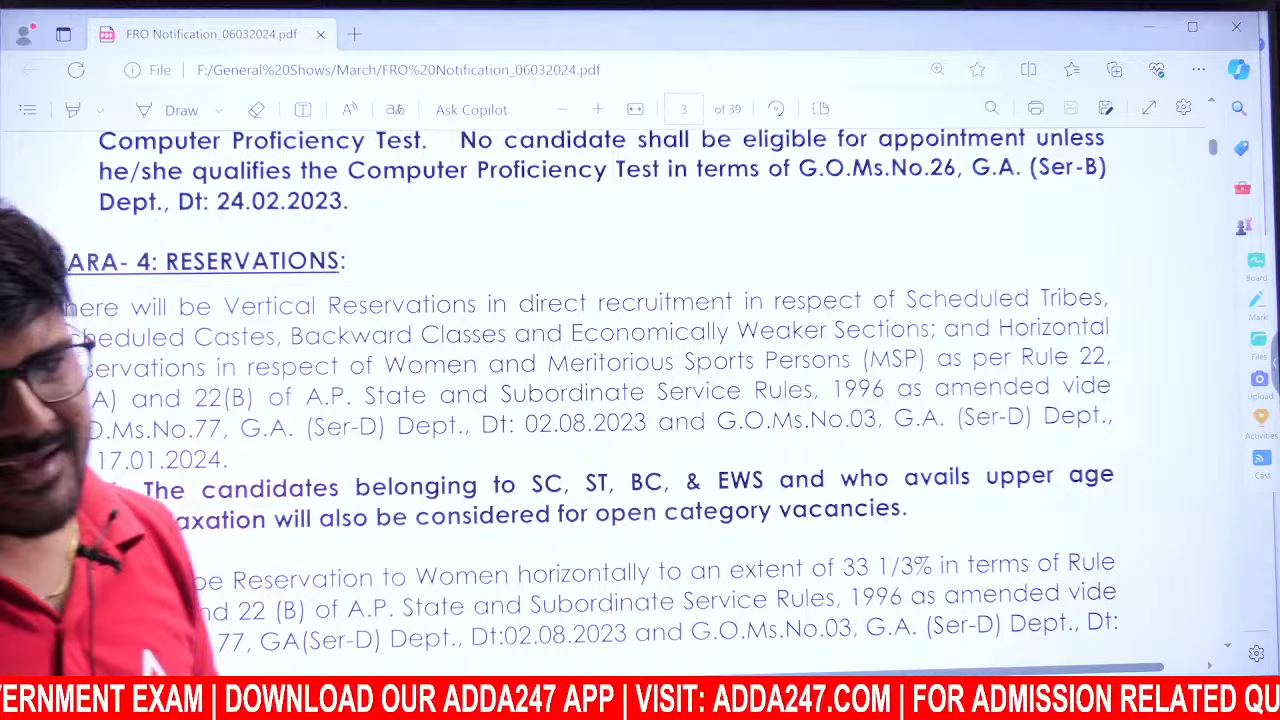 FRO Notification_06032024.pdf
File | F:/General%20Shows/March/FRO%20Notification_06032024.pdf
Draw Ask Copilot 3 of 39
Computer Proficiency Test. No candidate shall be eligible for appointment unless
he/she qualifies the Computer Proficiency Test in terms of G.O.Ms.No.26, G.A. (Ser-B)
Dept., Dt: 24.02.2023.
ARA- 4: RESERVATIONS:
here will be Vertical Reservations in direct recruitment in respect of Scheduled Tribes,
cheduled Castes, Backward Classes and Economically Weaker Sections; and Horizontal
servations in respect of Women and Meritorious Sports Persons (MSP) as per Rule 22,
A) and 22(B) of A.P. State and Subordinate Service Rules, 1996 as amended vide
O.Ms.No.77, G.A. (Ser-D) Dept., Dt: 02.08.2023 and G.O.Ms.No.03, G.A. (Ser-D) Dept.,
17.01.2024.
The candidates belonging to SC, ST, BC, & EWS and who avails upper age
axation will also be considered for open category vacancies.
be Reservation to Women horizontally to an extent of 33 1/3% in terms of Rule
nd 22 (B) of A.P. State and Subordinate Service Rules, 1996 as amended vide
77, GA(Ser-D) Dept., Dt:02.08.2023 and G.O.Ms.No.03, G.A. (Ser-D) Dept., Dt:
Board
Mark
Files
Upload
Activities
Cast
VERNMENT EXAM | DOWNLOAD OUR ADDA247 APP | VISIT: ADDA247.COM | FOR ADMISSION RELATED QU